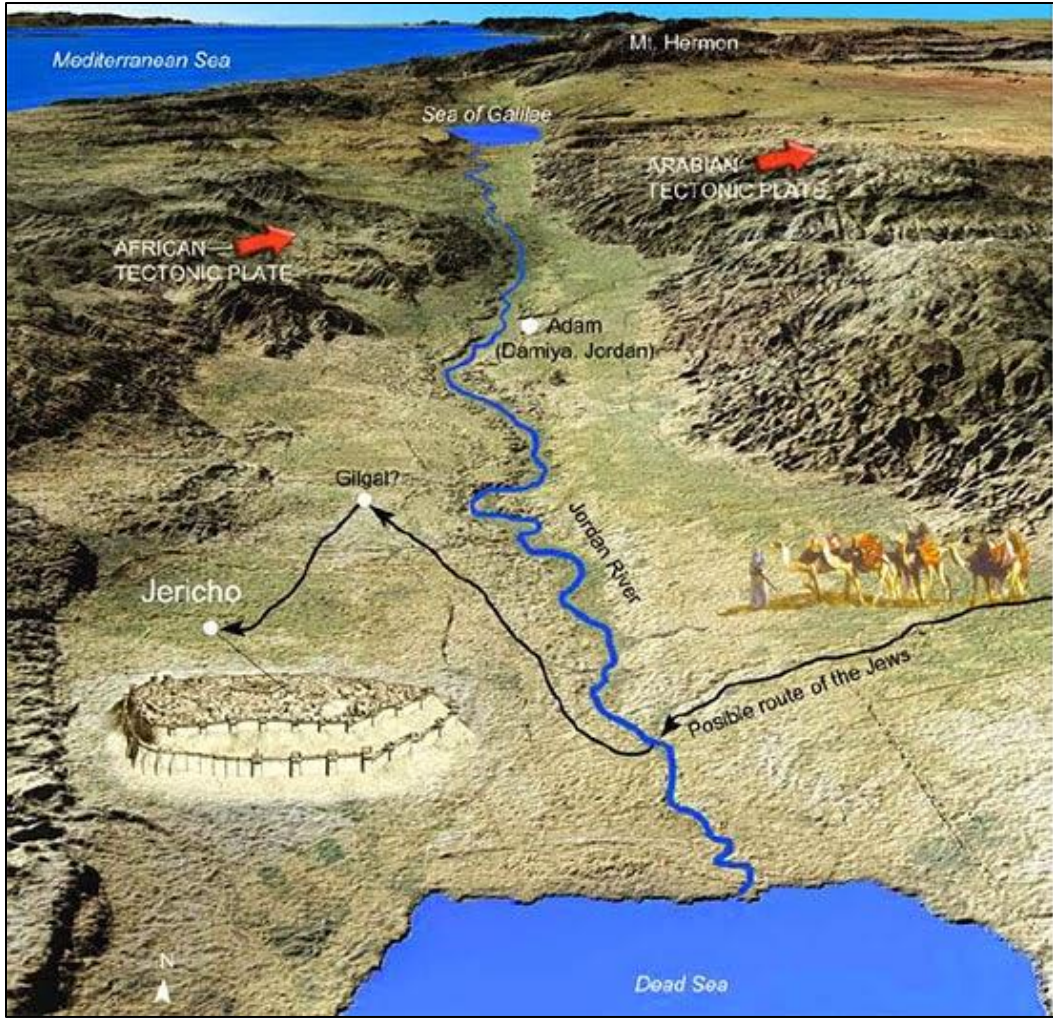 Mt. Hermon
Mediterranean Sea
Sea of Galilae
ARABIAN
TECTONIC PLATE
AFRICAN
TECTONIC PLATE
Adam
(Damiya, Jordan)
Gilgal?
Jordan River
Jericho
Posible route of the Jews
N
Dead Sea